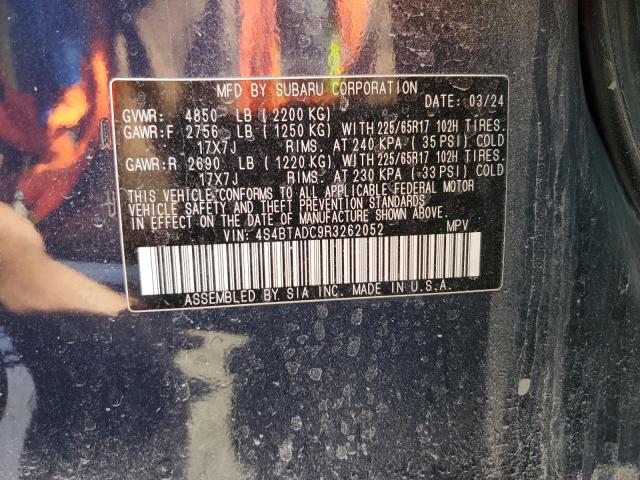 MFD BY SUBARU CORPORATION
DATE: 03/24
GVWR: 4850 LB (2200 KG)
GAWR:F 2756 LB (1250 KG) WITH 225/65R17 102H TIRES.
17X7J RIMS. AT 240 KPA (35 PSI) COLD
GAWR:R 2690 LB (1220 KG) WITH 225/65R17 102H TIRES.
17X7J RIMS. AT 230 KPA (33 PSI) COLD
THIS VEHICLE CONFORMS TO ALL APPLICABLE FEDERAL MOTOR
VEHICLE SAFETY AND THEFT PREVENTION STANDARDS
IN EFFECT ON THE DATE OF MANUFACTURE SHOWN ABOVE.
VIN: 4S4BTADC9R3262052 MPV
ASSEMBLED BY SIA INC. MADE IN U.S.A.